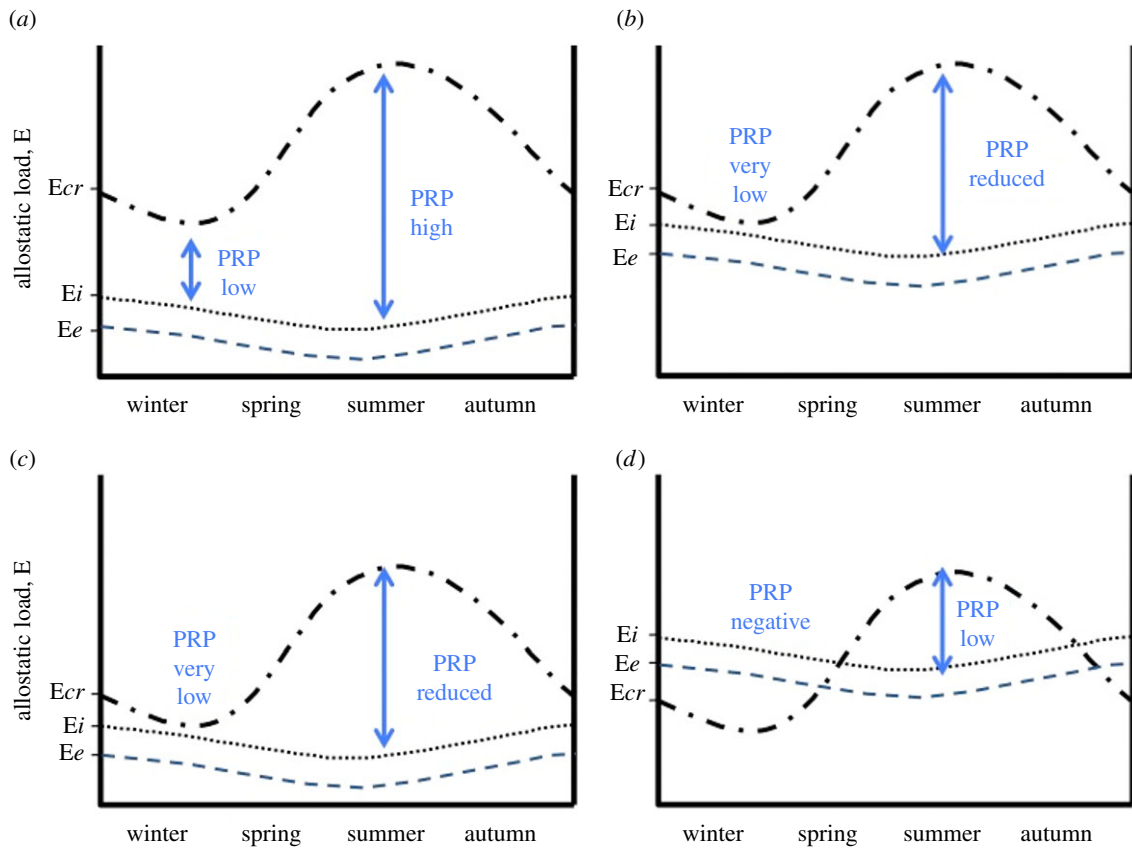 (a)
allostatic load, E
Ecr
Ei
Ee
PRP
low
PRP
high
winter spring summer autumn
(b)
Ecr
Ei
Ee
PRP
very
low
PRP
reduced
winter spring summer autumn
(c)
allostatic load, E
Ecr
Ei
Ee
PRP
very
low
PRP
reduced
winter spring summer autumn
(d)
Ei
Ee
Ecr
PRP
negative
PRP
low
winter spring summer autumn